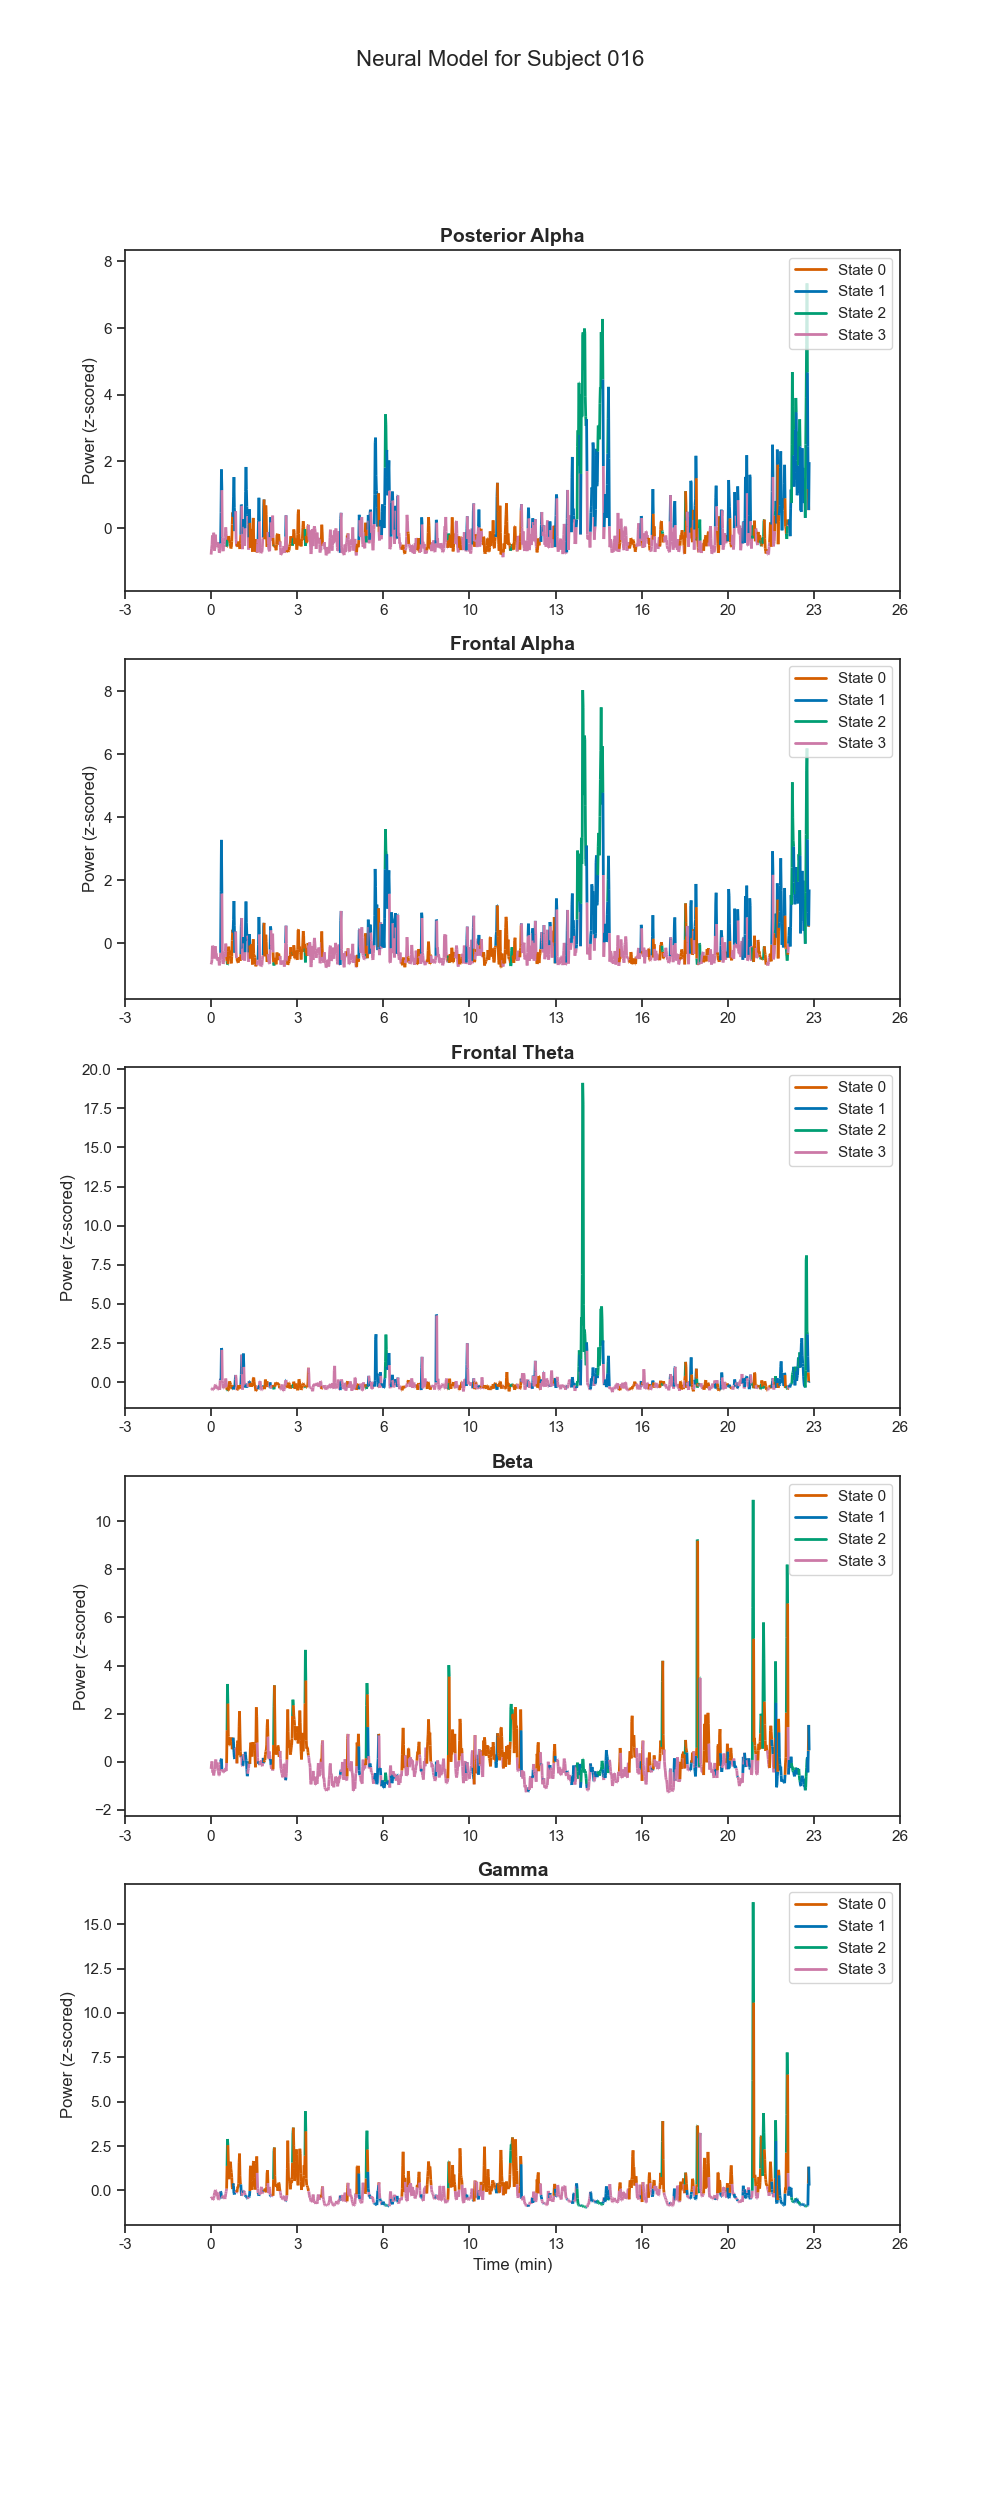 Neural Model for Subject 016
Posterior Alpha
Power (z-scored)
8
6
4
2
0
State 0
State 1
State 2
State 3
-3 0 3 6 10 13 16 20 23 26
Frontal Alpha
Power (z-scored)
8
6
4
2
0
State 0
State 1
State 2
State 3
-3 0 3 6 10 13 16 20 23 26
Frontal Theta
Power (z-scored)
20.0
17.5
15.0
12.5
10.0
7.5
5.0
2.5
0.0
State 0
State 1
State 2
State 3
-3 0 3 6 10 13 16 20 23 26
Beta
Power (z-scored)
10
8
6
4
2
0
−2
State 0
State 1
State 2
State 3
-3 0 3 6 10 13 16 20 23 26
Gamma
Power (z-scored)
15.0
12.5
10.0
7.5
5.0
2.5
0.0
State 0
State 1
State 2
State 3
-3 0 3 6 10 13 16 20 23 26
Time (min)